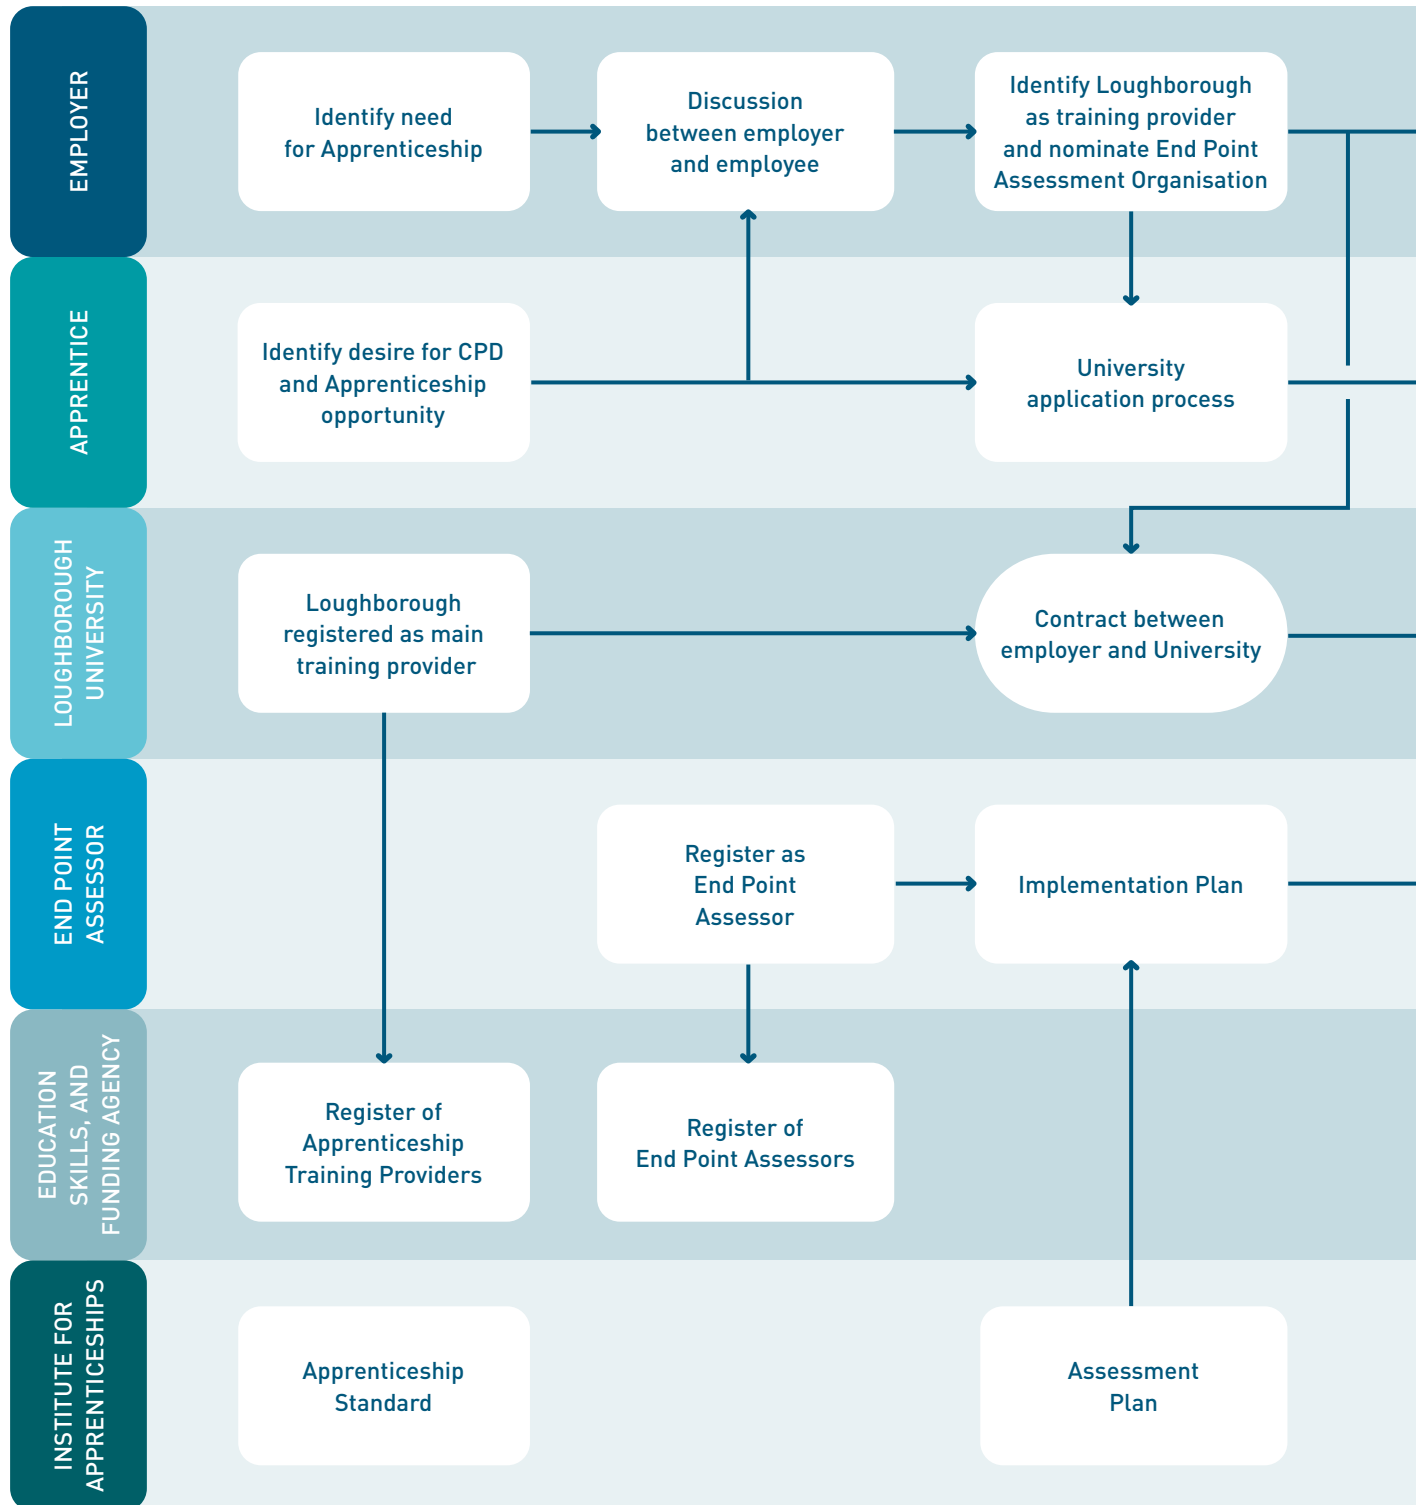 EMPLOYER
Identify need
for Apprenticeship
Discussion
between employer
and employee
Identify Loughborough
as training provider
and nominate End Point
Assessment Organisation
APPRENTICE
Identify desire for CPD
and Apprenticeship
opportunity
University
application process
LOUGHBOROUGH
UNIVERSITY
Loughborough
registered as main
training provider
Contract between
employer and University
END POINT
ASSESSOR
Register as
End Point
Assessor
Implementation Plan
EDUCATION
SKILLS, AND
FUNDING AGENCY
Register of
Apprenticeship
Training Providers
Register of
End Point Assessors
INSTITUTE FOR
APPRENTICESHIPS
Apprenticeship
Standard
Assessment
Plan